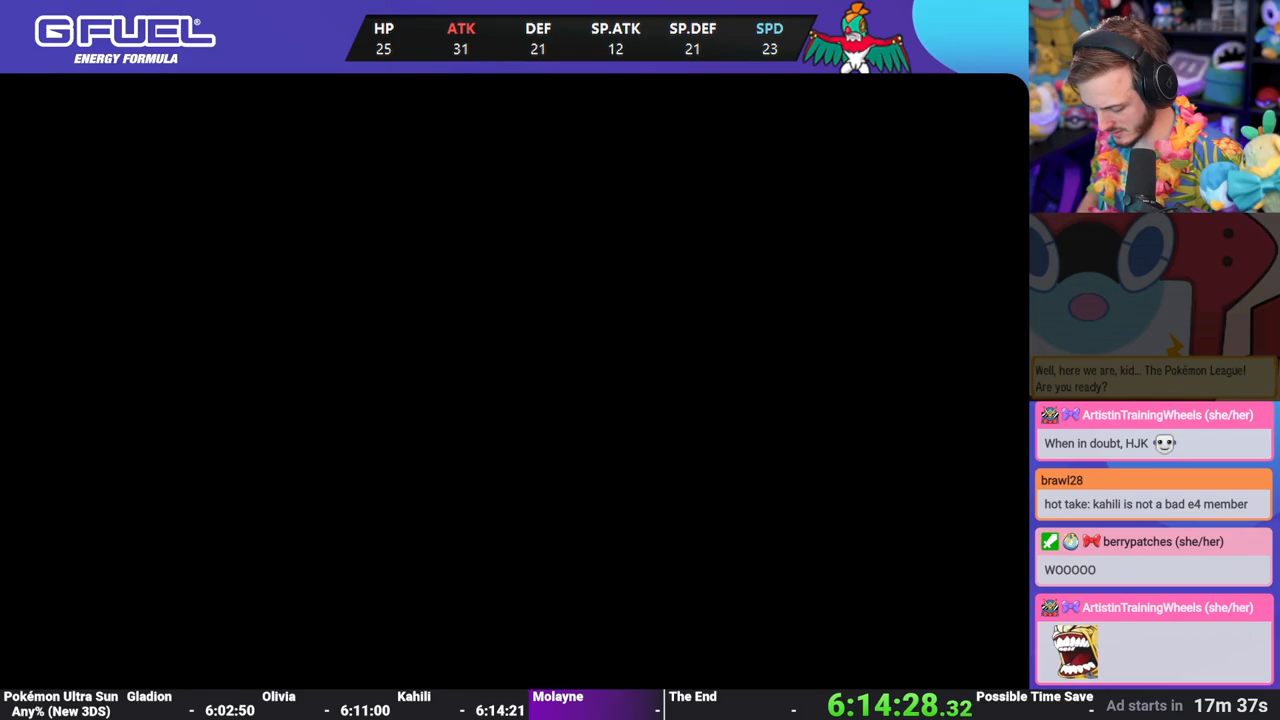 GFUEL®
ENERGY FORMULA
HP ATK DEF SP.ATK SP.DEF SPD
25 31 21 12 21 23
Well, here we are, kid... The Pokémon League!
Are you ready?
ArtistinTrainingWheels (she/her)
When in doubt, HJK
brawl28
hot take: kahili is not a bad e4 member
berrypatches (she/her)
WOOOOO
ArtistinTrainingWheels (she/her)
Pokémon Ultra Sun
Any% (New 3DS)
Gladion
- 6:02:50
Olivia
- 6:11:00
Kahili
- 6:14:21
Molayne
-
The End
-
6:14:28.32
Possible Time Save
-
Ad starts in 17m 37s